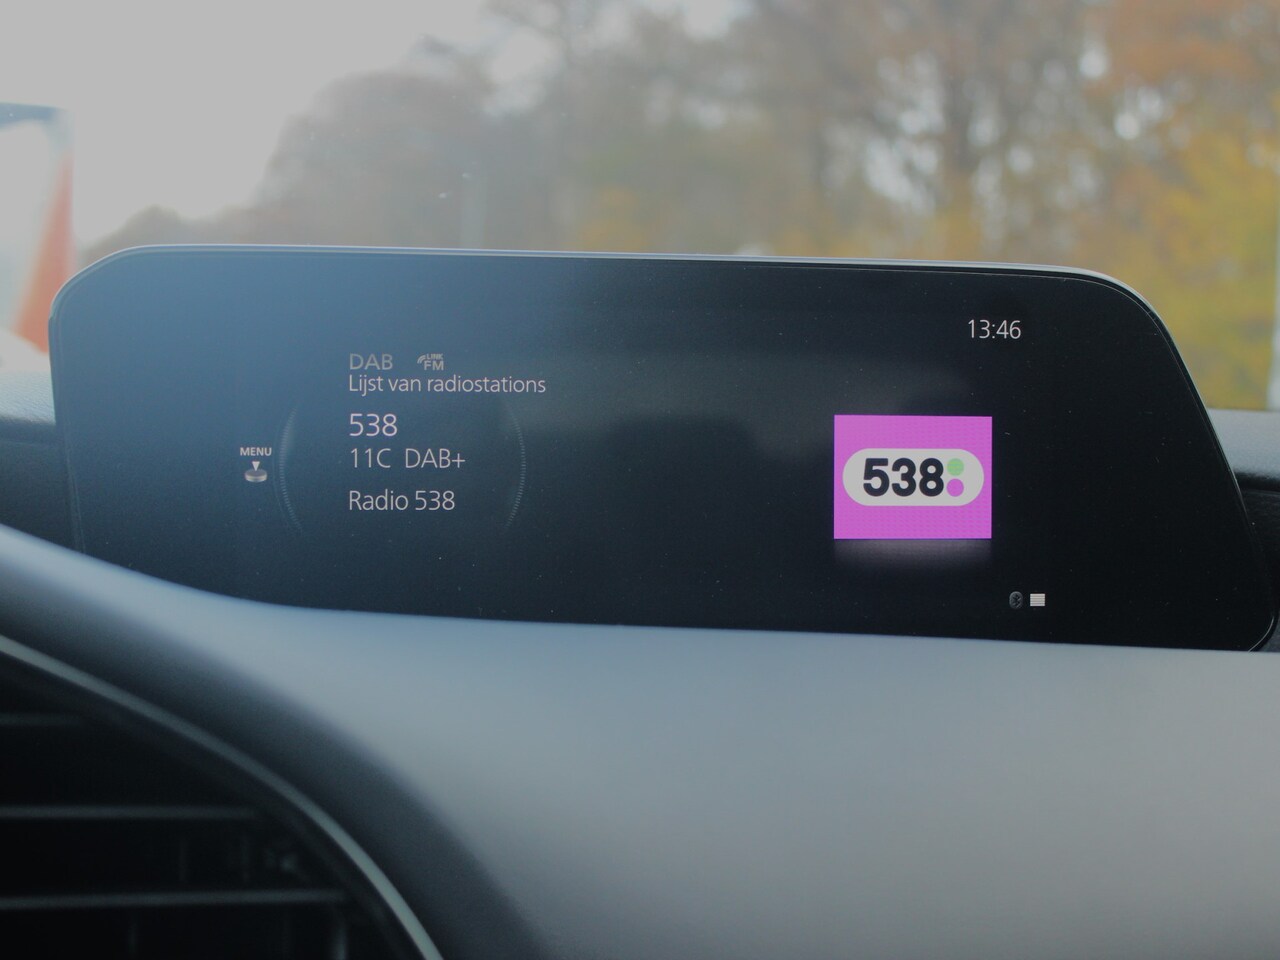 13:46
DAB LINK FM
Lijst van radiostations
538
11C DAB+
Radio 538
MENU
538